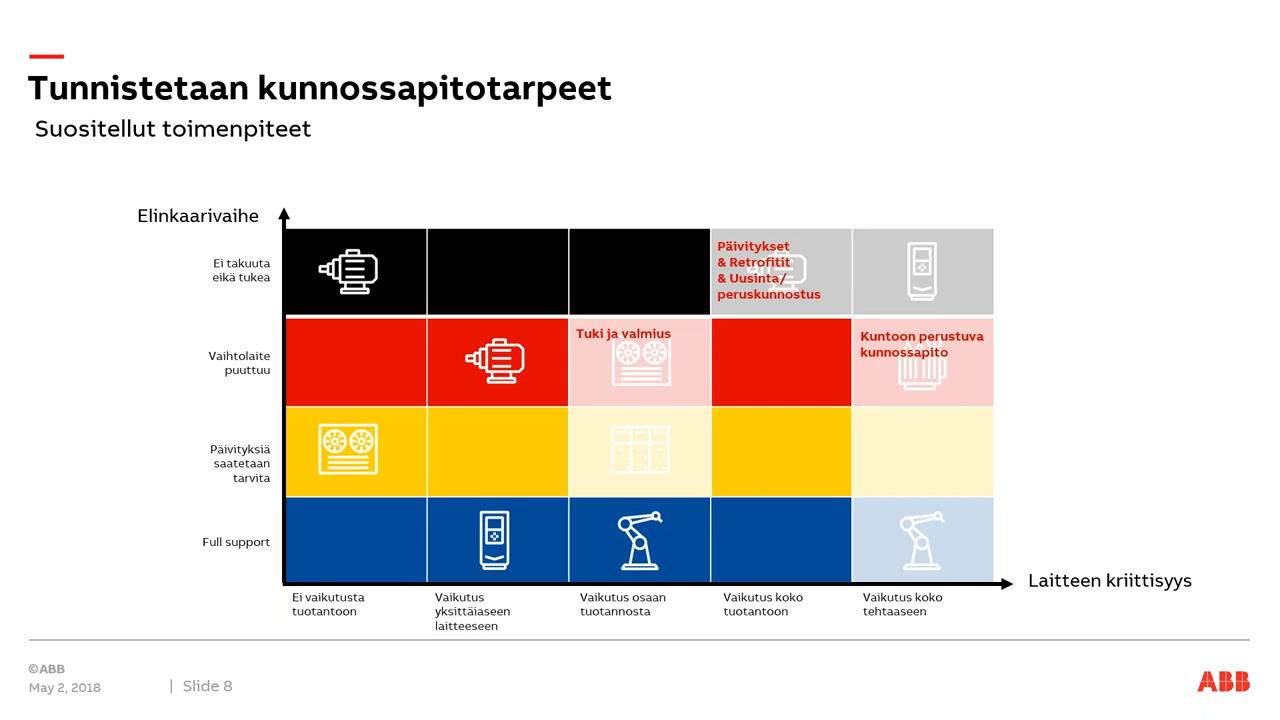 Tunnistetaan kunnossapitotarpeet
Suositellut toimenpiteet
Elinkaarivaihe
Ei takuuta
eikä tukea
Päivitykset
& Retrofitit
& Uusinta/
peruskunnostus
Vaihtolaite
puuttuu
Tuki ja valmius
Kuntoon perustuva
kunnossapito
Päivityksiä
saatetaan
tarvita
Full support
Laitteen kriittisyys
Ei vaikutusta
tuotantoon
Vaikutus
yksittäiaseen
laitteeseen
Vaikutus osaan
tuotannosta
Vaikutus koko
tuotantoon
Vaikutus koko
tehtaaseen
©ABB
May 2, 2018
| Slide 8
ABB